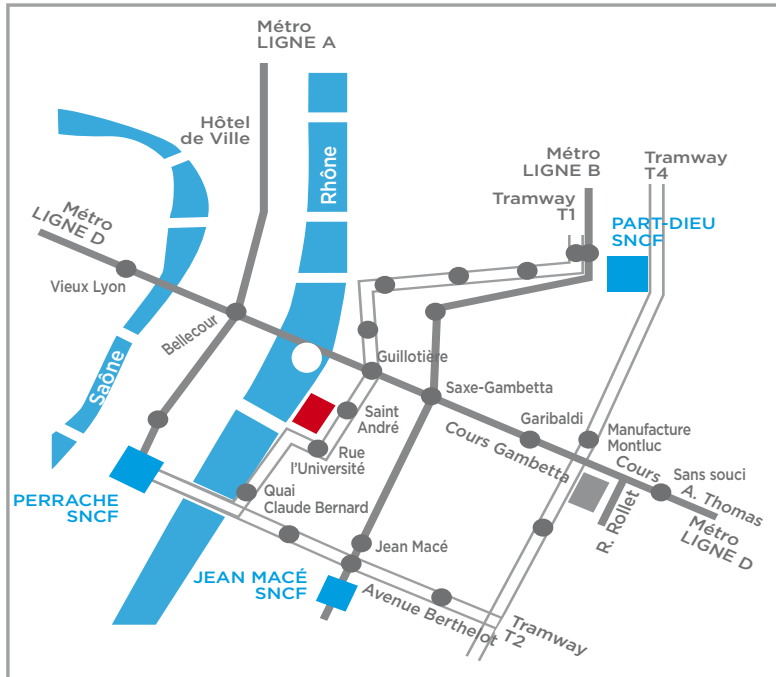 Métro
LIGNE A
Hôtel
de Ville
Rhône
Métro
LIGNE B
Tramway
T4
Tramway
T1
PART-DIEU
SNCF
Métro
LIGNE D
Vieux Lyon
Bellecour
Saône
Guillotière
Saxe-Gambetta
Saint
André
Garibaldi
Manufacture
Montluc
Cours Gambetta
Rue
l'Université
Cours
A. Thomas
Sans souci
PERRACHE
SNCF
Quai
Claude Bernard
R. Rollet
Métro
LIGNE D
Jean Macé
JEAN MACÉ
SNCF
Avenue Berthelot
Tramway
T2